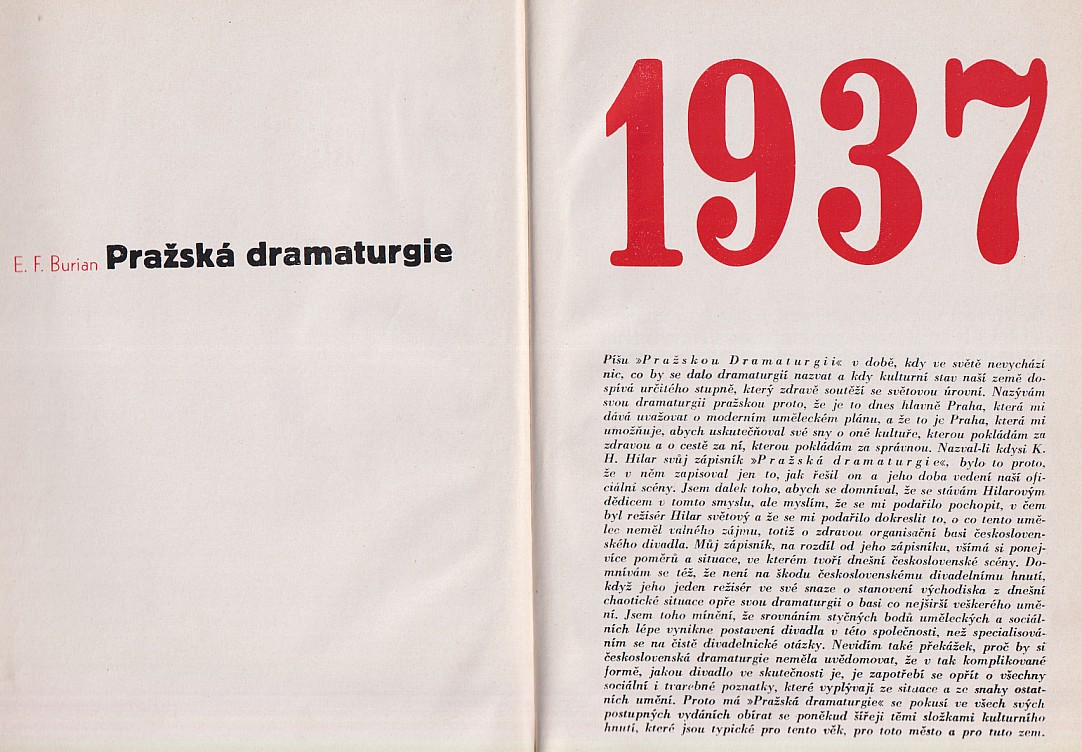 E. F. Burian Pražská dramaturgie
1937
Píšu »Pražskou Dramaturgii« v době, kdy ve světě nevychází
nic, co by se dalo dramaturgií nazvat a kdy kulturní stav naší země do-
spívá určitého stupně, který zdravě soutěží se světovou úrovní. Nazývám
svou dramaturgii pražskou proto, že je to dnes hlavně Praha, která mi
dává uvažovat o moderním uměleckém plánu, a že to je Praha, která mi
umožňuje, abych uskutečňoval své sny o oné kultuře, kterou pokládám za
zdravou a o cestě za ní, kterou pokládám za správnou. Nazval-li kdysi K.
H. Hilar svůj zápisník »Pražská dramaturgie«, bylo to proto,
že v něm zapisoval jen to, jak řešil on a jeho doba vedení naší ofi-
ciální scény. Jsem dalek toho, abych se domníval, že se stávám Hilarovým
dědicem v tomto smyslu, ale myslím, že se mi podařilo pochopit, v čem
byl režisér Hilar světový a že se mi podařilo dokreslit to, o co tento umě-
lec neměl valného zájmu, totiž o zdravou organisační basi českosloven-
ského divadla. Můj zápisník, na rozdíl od jeho zápisníku, všímá si ponej-
více poměrů a situace, ve kterém tvoří dnešní československé scény. Do-
mnívám se též, že není na škodu československému divadelnímu hnutí,
když jeho jeden režisér ve své snaze o stanovení východiska z dnešní
chaotické situace opře svou dramaturgii o basi co nejširší veškerého umě-
ní. Jsem toho mínění, že srovnáním styčných bodů uměleckých a sociál-
ních lépe vynikne postavení divadla v této společnosti, než specialisová-
ním se na čistě divadelnické otázky. Nevidím také překážek, proč by si
československá dramaturgie neměla uvědomovat, že v tak komplikované
formě, jakou divadlo ve skutečnosti je, je zapotřebí se opřít o všechny
sociální i tvarebné poznatky, které vyplývají ze situace a ze snahy ostat-
ních umění. Proto má »Pražská dramaturgie« se pokusí ve všech svých
postupných vydáních obírat se poněkud šířeji těmi složkami kulturního
hnutí, které jsou typické pro tento věk, pro toto město a pro tuto zem.